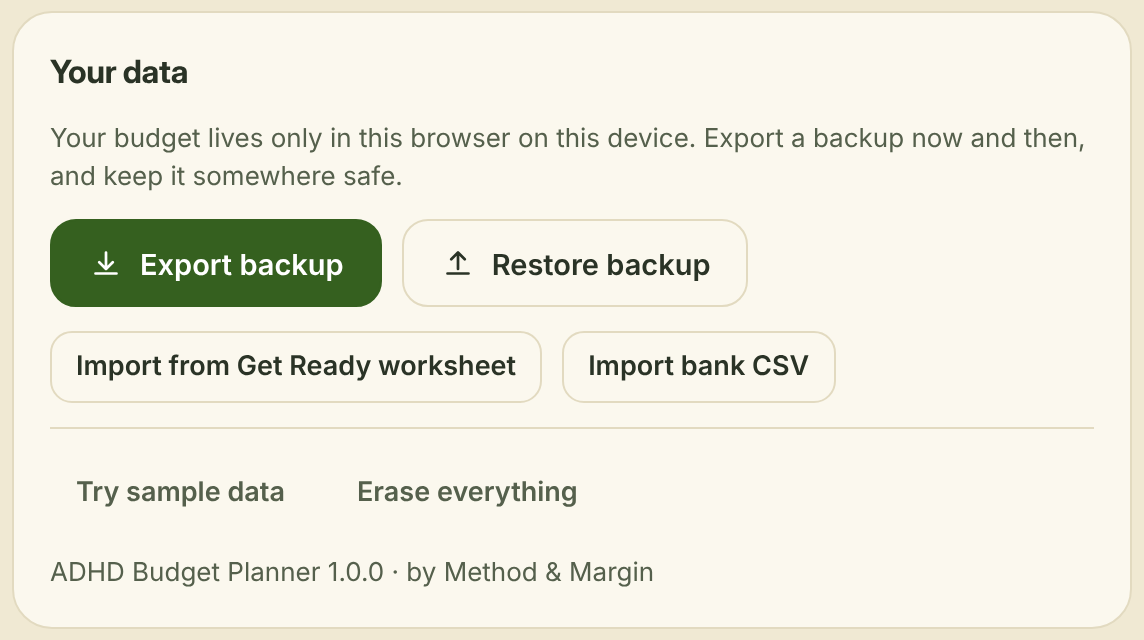 Your data
Your budget lives only in this browser on this device. Export a backup now and then,
and keep it somewhere safe.
Export backup
Restore backup
Import from Get Ready worksheet
Import bank CSV
Try sample data
Erase everything
ADHD Budget Planner 1.0.0 · by Method & Margin